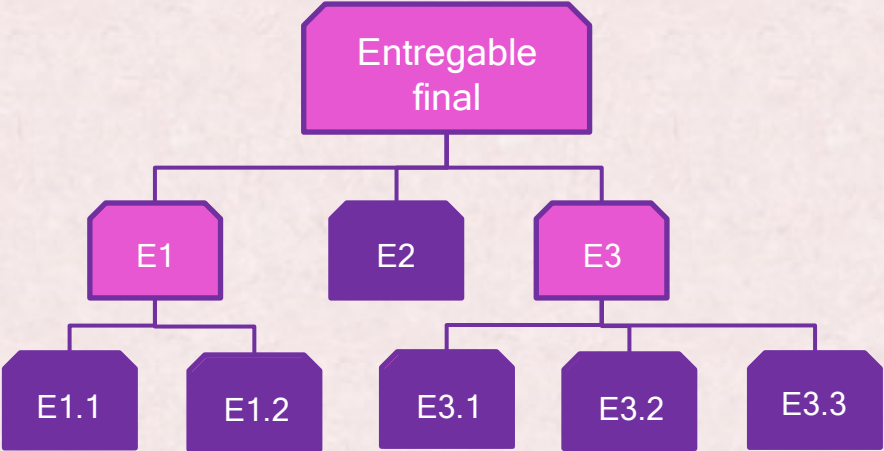 Entregable
final
E1
E2
E3
E1.1
E1.2
E3.1
E3.2
E3.3